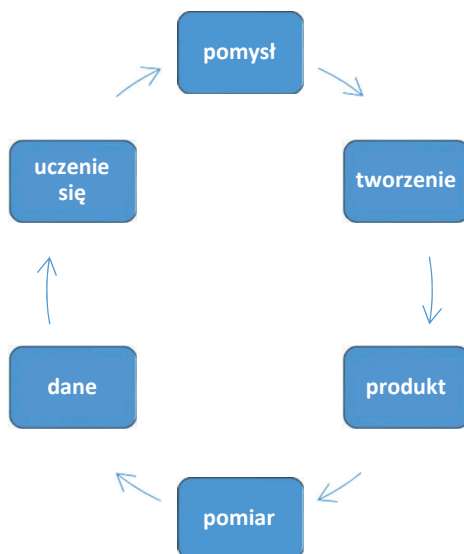 pomysł
tworzenie
produkt
pomiar
dane
uczenie
się